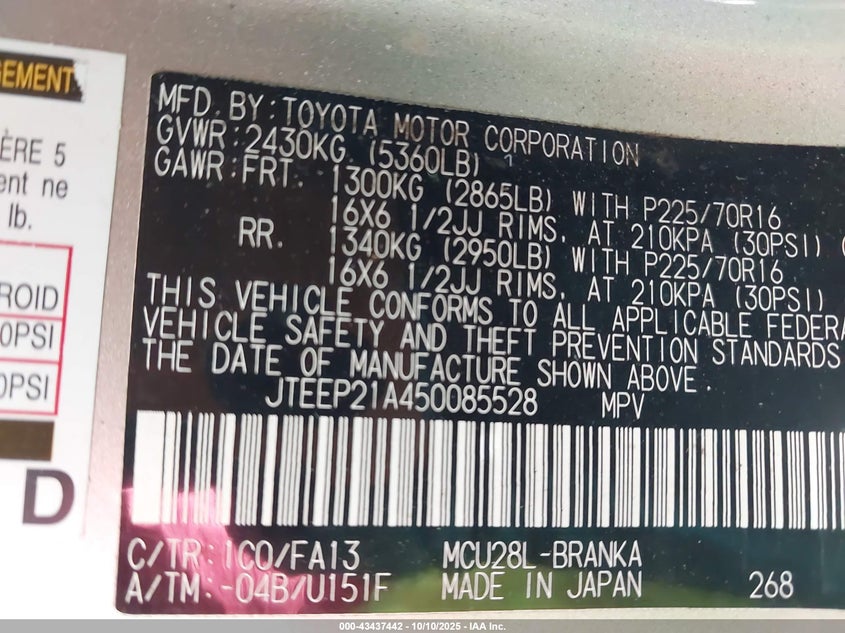 GEMENT
ÈRE 5
ent ne
lb.
ROID
0PSI
0PSI
D
MFD. BY: TOYOTA MOTOR CORPORATION
GVWR: 2430KG (5360LB)
GAWR: FRT. 1300KG (2865LB) WITH P225/70R16
16X6 1/2JJ RIMS, AT 210KPA (30PSI)
RR. 1340KG (2950LB) WITH P225/70R16
16X6 1/2JJ RIMS, AT 210KPA (30PSI)
THIS VEHICLE CONFORMS TO ALL APPLICABLE FEDERA
VEHICLE SAFETY AND THEFT PREVENTION STANDARDS
THE DATE OF MANUFACTURE SHOWN ABOVE.
JTEEP21A450085528 MPV
C/TR: 1C0/FA13 MCU28L-BRANKA
A/TM: -04B/U151F MADE IN JAPAN 268
000-43437442 - 10/10/2025 - IAA Inc.